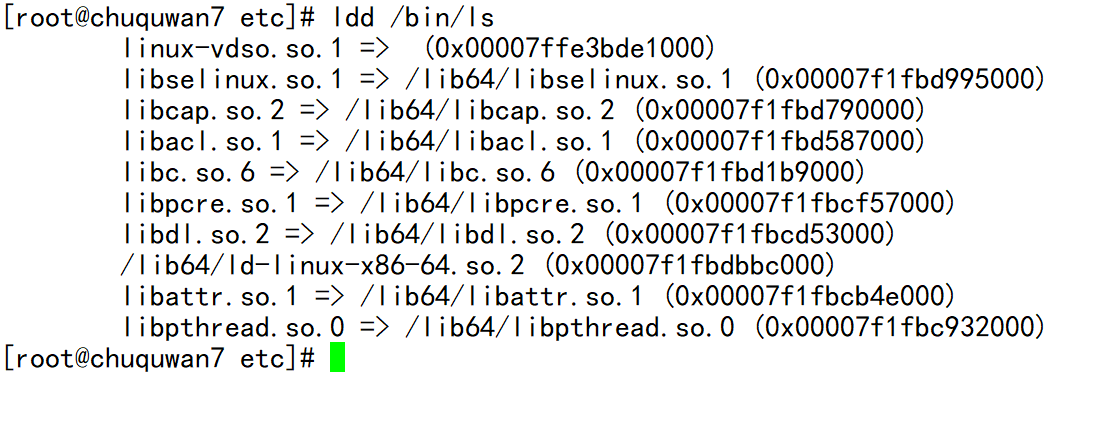 [root@chuquwan7 etc]# ldd /bin/ls
linux-vdso.so.1 =>  (0x00007ffe3bde1000)
libselinux.so.1 => /lib64/libselinux.so.1 (0x00007f1fbd995000)
libcap.so.2 => /lib64/libcap.so.2 (0x00007f1fbd790000)
libacl.so.1 => /lib64/libacl.so.1 (0x00007f1fbd587000)
libc.so.6 => /lib64/libc.so.6 (0x00007f1fbd1b9000)
libpcre.so.1 => /lib64/libpcre.so.1 (0x00007f1fbcf57000)
libdl.so.2 => /lib64/libdl.so.2 (0x00007f1fbcd53000)
/lib64/ld-linux-x86-64.so.2 (0x00007f1fbdbbc000)
libattr.so.1 => /lib64/libattr.so.1 (0x00007f1fbcb4e000)
libpthread.so.0 => /lib64/libpthread.so.0 (0x00007f1fbc932000)
[root@chuquwan7 etc]#